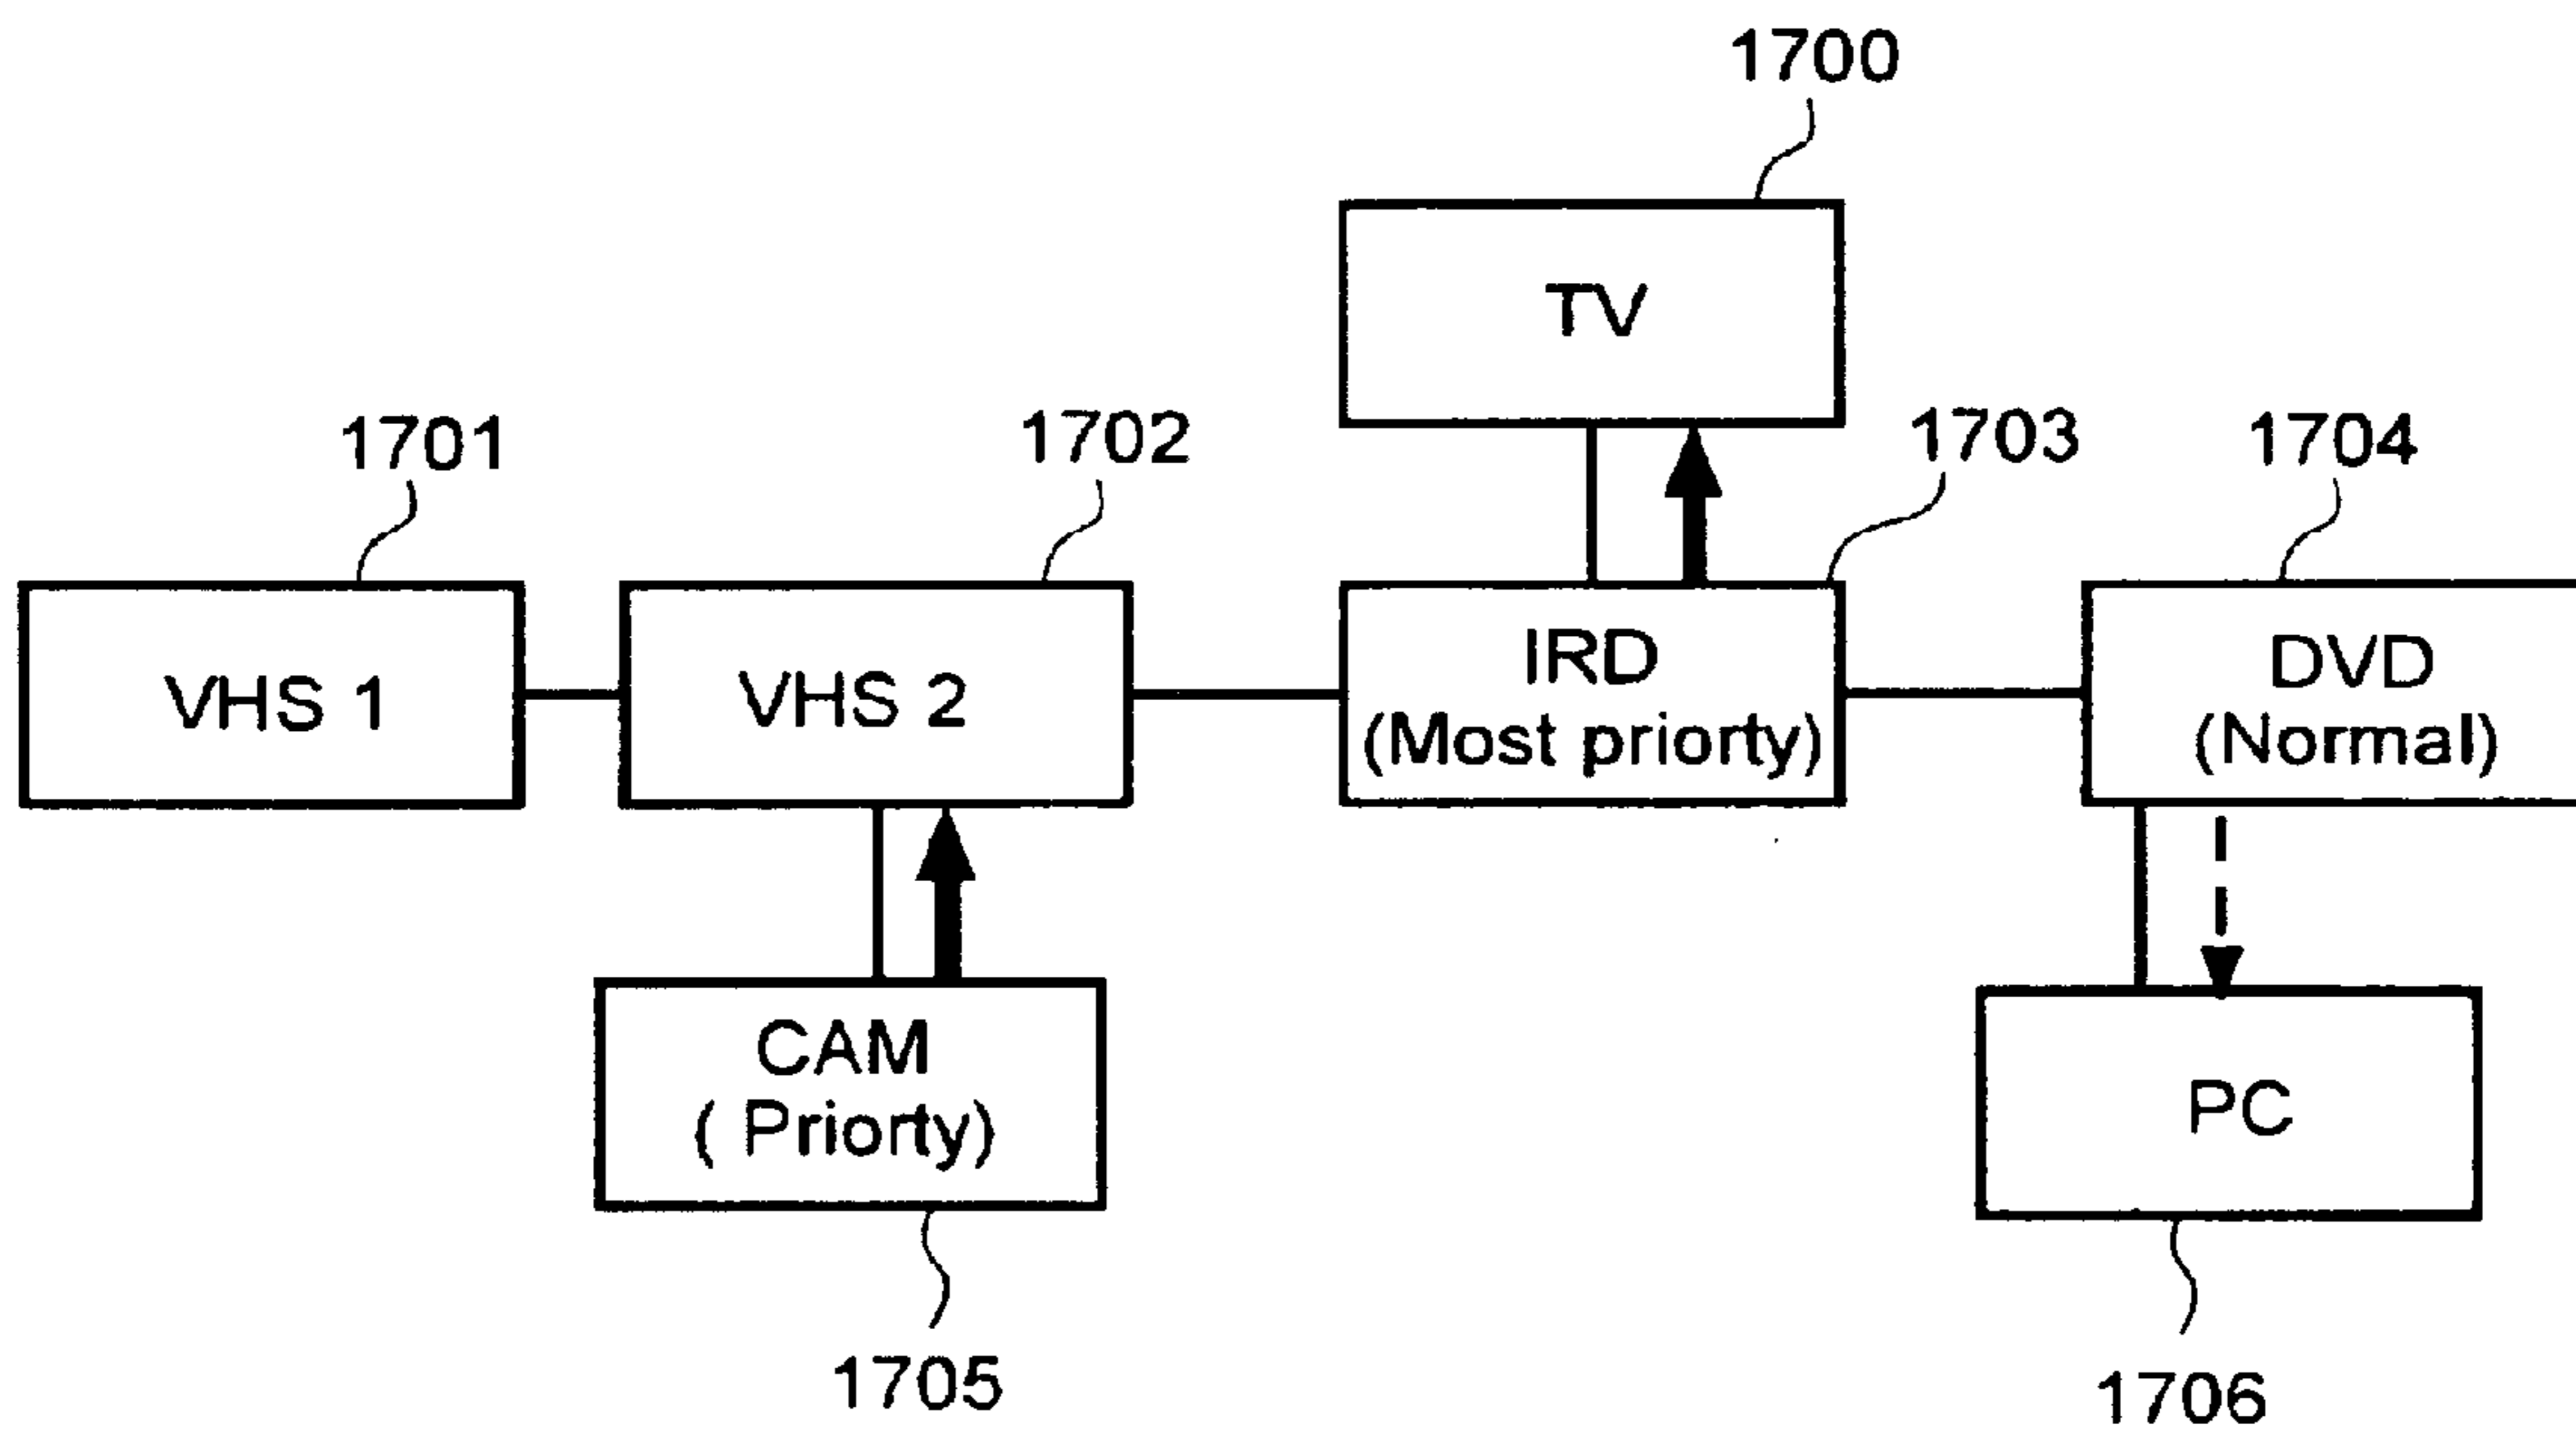 1700
TV
1701
1702
1703
1704
VHS 1
VHS 2
IRD
(Most priorty)
DVD
(Normal)
CAM
( Priorty)
PC
1705
1706